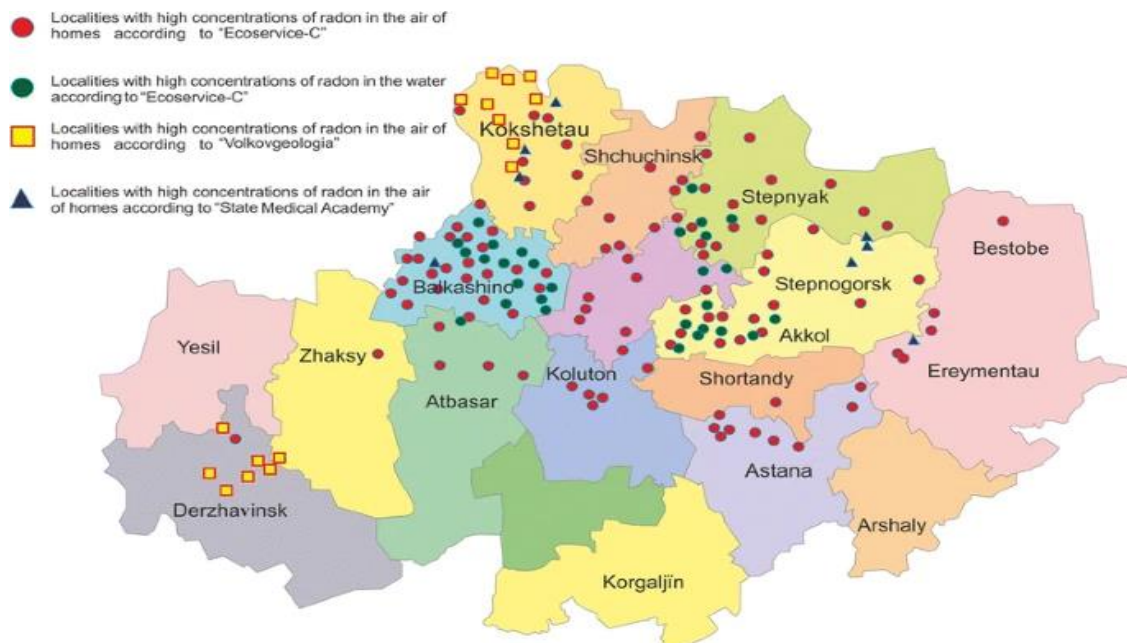 Localities with high concentrations of radon in the air of
homes according to "Ecoservice-C"
Localities with high concentrations of radon in the water
according to "Ecoservice-C"
Localities with high concentrations of radon in the air of
homes according to "Volkovgeologia"
Localities with high concentrations of radon in the air
of homes according to "State Medical Academy"
Kokshetau
Shchuchinsk
Stepnyak
Bestobe
Balkashino
Stepnogorsk
Yesil
Zhaksy
Akkol
Koluton
Shortandy
Ereymentau
Atbasar
Astana
Derzhavinsk
Arshaly
Korgaljïn